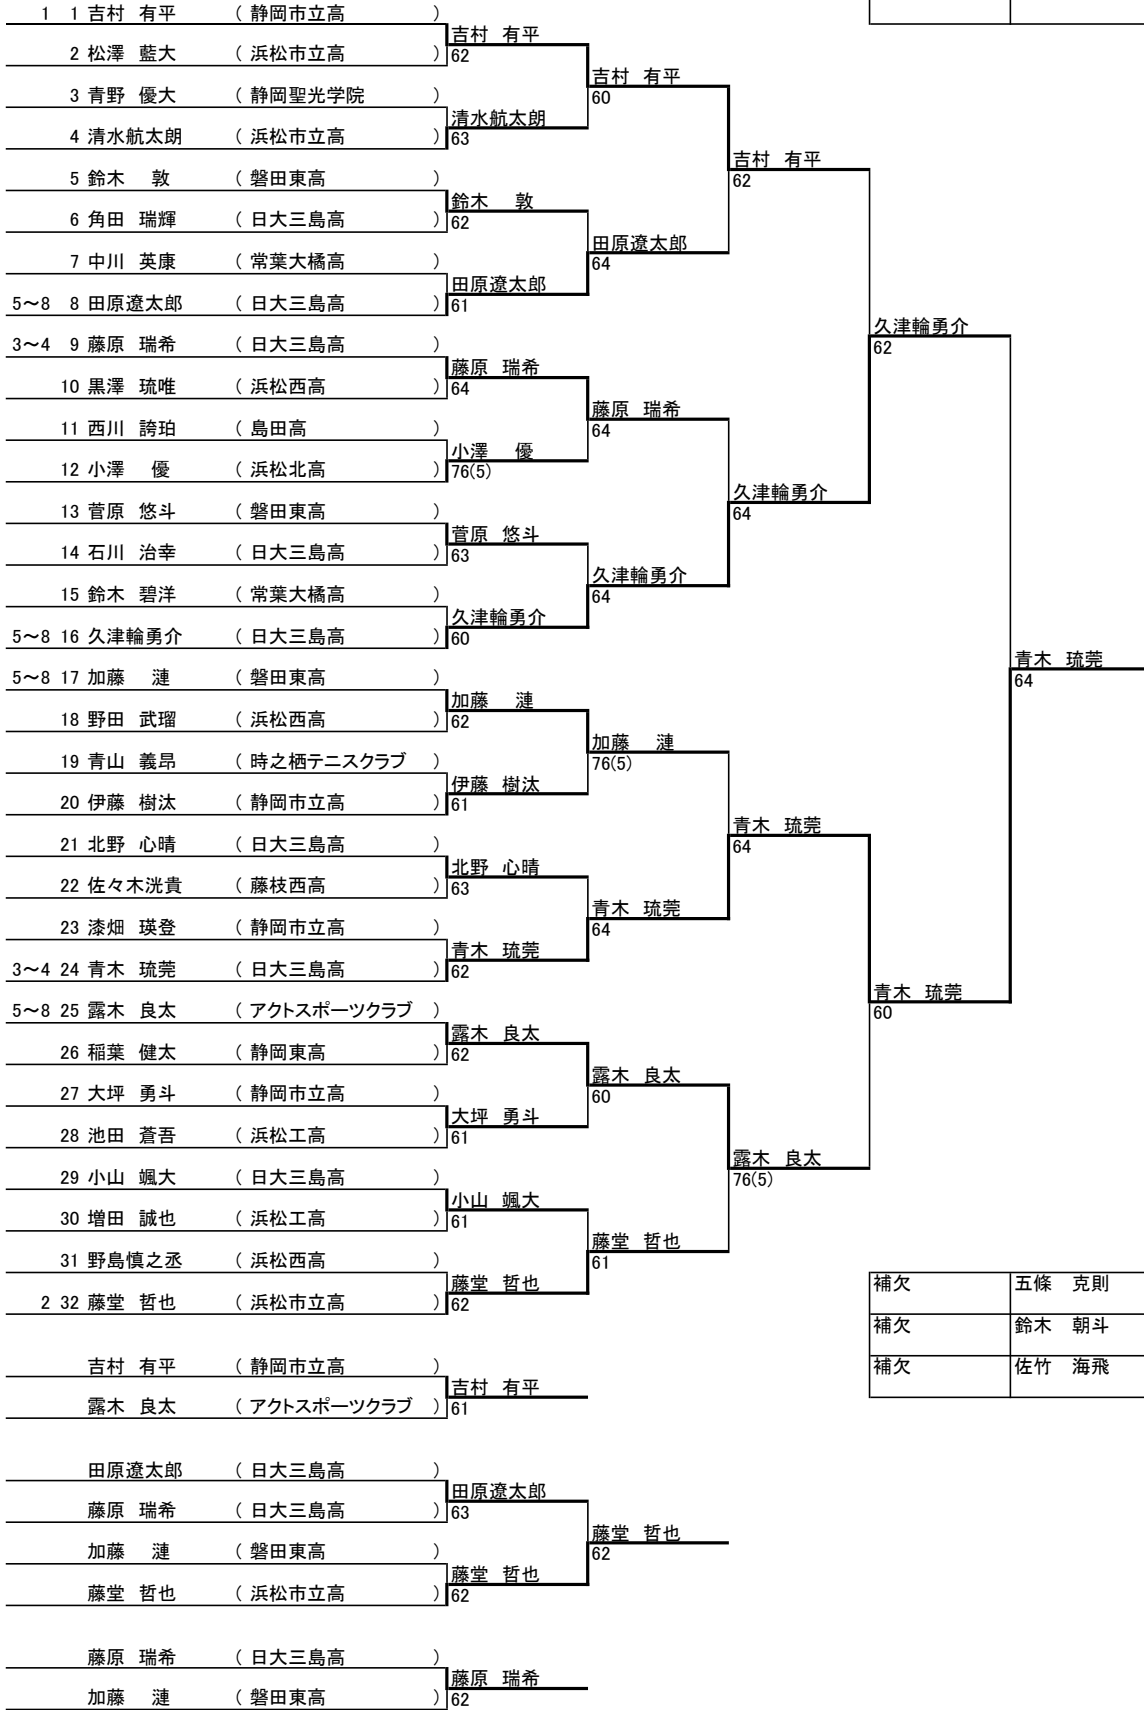 1 1 吉村 有平 ( 静岡市立高 )
吉村 有平
2 松澤 藍大 ( 浜松市立高 ) 62
吉村 有平
3 青野 優大 ( 静岡聖光学院 ) 60
清水航太朗
4 清水航太朗 ( 浜松市立高 ) 63
吉村 有平
5 鈴木 敦 ( 磐田東高 ) 62
鈴木 敦
6 角田 瑞輝 ( 日大三島高 ) 62
田原遼太郎
7 中川 英康 ( 常葉大橘高 ) 64
田原遼太郎
5～8 8 田原遼太郎 ( 日大三島高 ) 61
久津輪勇介
3～4 9 藤原 瑞希 ( 日大三島高 ) 62
藤原 瑞希
10 黒澤 琉唯 ( 浜松西高 ) 64
藤原 瑞希
11 西川 誇珀 ( 島田高 ) 64
小澤 優
12 小澤 優 ( 浜松北高 ) 76(5)
久津輪勇介
13 菅原 悠斗 ( 磐田東高 ) 64
菅原 悠斗
14 石川 治幸 ( 日大三島高 ) 63
久津輪勇介
15 鈴木 碧洋 ( 常葉大橘高 ) 64
久津輪勇介
5～8 16 久津輪勇介 ( 日大三島高 ) 60
青木 琉莞
5～8 17 加藤 漣 ( 磐田東高 ) 64
加藤 漣
18 野田 武瑠 ( 浜松西高 ) 62
加藤 漣
19 青山 義昂 ( 時之栖テニスクラブ ) 76(5)
伊藤 樹汰
20 伊藤 樹汰 ( 静岡市立高 ) 61
青木 琉莞
21 北野 心晴 ( 日大三島高 ) 64
北野 心晴
22 佐々木洸貴 ( 藤枝西高 ) 63
青木 琉莞
23 漆畑 瑛登 ( 静岡市立高 ) 64
青木 琉莞
3～4 24 青木 琉莞 ( 日大三島高 ) 62
青木 琉莞
5～8 25 露木 良太 ( アクトスポーツクラブ ) 60
露木 良太
26 稲葉 健太 ( 静岡東高 ) 62
露木 良太
27 大坪 勇斗 ( 静岡市立高 ) 60
大坪 勇斗
28 池田 蒼吾 ( 浜松工高 ) 61
露木 良太
29 小山 颯大 ( 日大三島高 ) 76(5)
小山 颯大
30 増田 誠也 ( 浜松工高 ) 61
藤堂 哲也
31 野島慎之丞 ( 浜松西高 ) 61
藤堂 哲也 補欠 五條 克則
2 32 藤堂 哲也 ( 浜松市立高 ) 62
補欠 鈴木 朝斗
吉村 有平 ( 静岡市立高 ) 補欠 佐竹 海飛
吉村 有平
露木 良太 ( アクトスポーツクラブ ) 61
田原遼太郎 ( 日大三島高 )
田原遼太郎
藤原 瑞希 ( 日大三島高 ) 63
藤堂 哲也
加藤 漣 ( 磐田東高 ) 62
藤堂 哲也
藤堂 哲也 ( 浜松市立高 ) 62
藤原 瑞希 ( 日大三島高 )
藤原 瑞希
加藤 漣 ( 磐田東高 ) 62